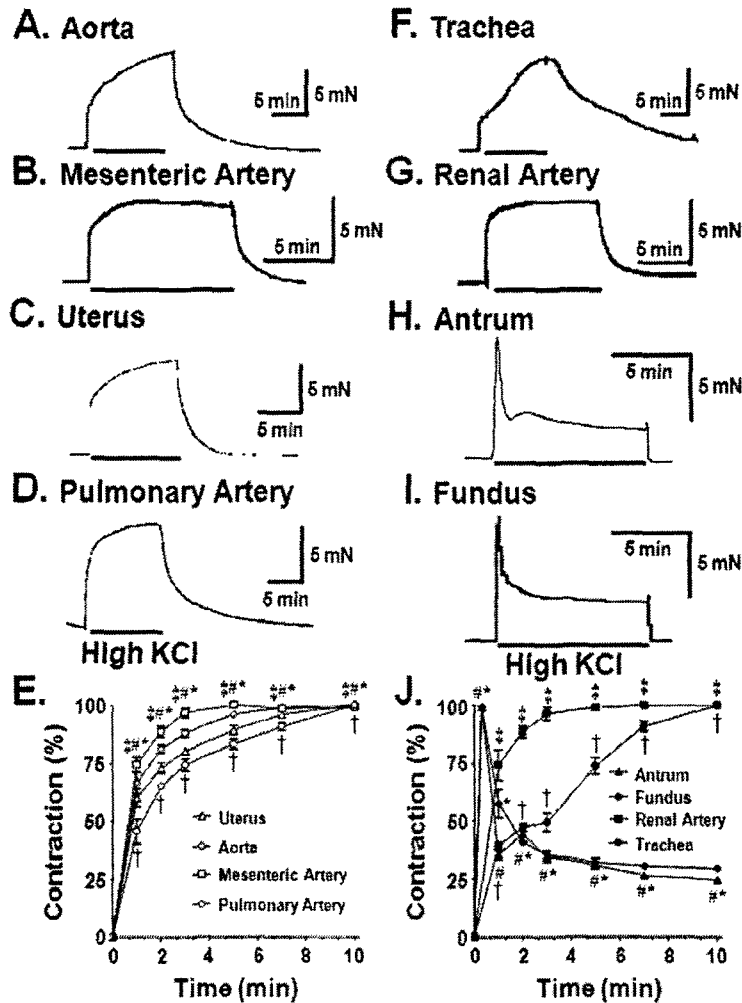 A. Aorta
5 min
5 mN
B. Mesenteric Artery
5 min
5 mN
C. Uterus
5 min
5 mN
D. Pulmonary Artery
5 min
5 mN
High KCl
F. Trachea
5 min
5 mN
G. Renal Artery
5 min
5 mN
H. Antrum
5 min
5 mN
I. Fundus
5 min
5 mN
High KCl
E.
Contraction (%)
100
75
50
25
0
‡#*
‡#*
‡#*
‡#*
‡#*
‡#*
†
†
†
†
†
†
Uterus
Aorta
Mesenteric Artery
Pulmonary Artery
0 2 4 6 8 10
Time (min)
J.
Contraction (%)
100
75
50
25
0
#*
‡
‡
‡
‡
‡
‡
*
†
†
†
†
†
#
†
#*
#*
#*
#*
#*
Antrum
Fundus
Renal Artery
Trachea
0 2 4 6 8 10
Time (min)